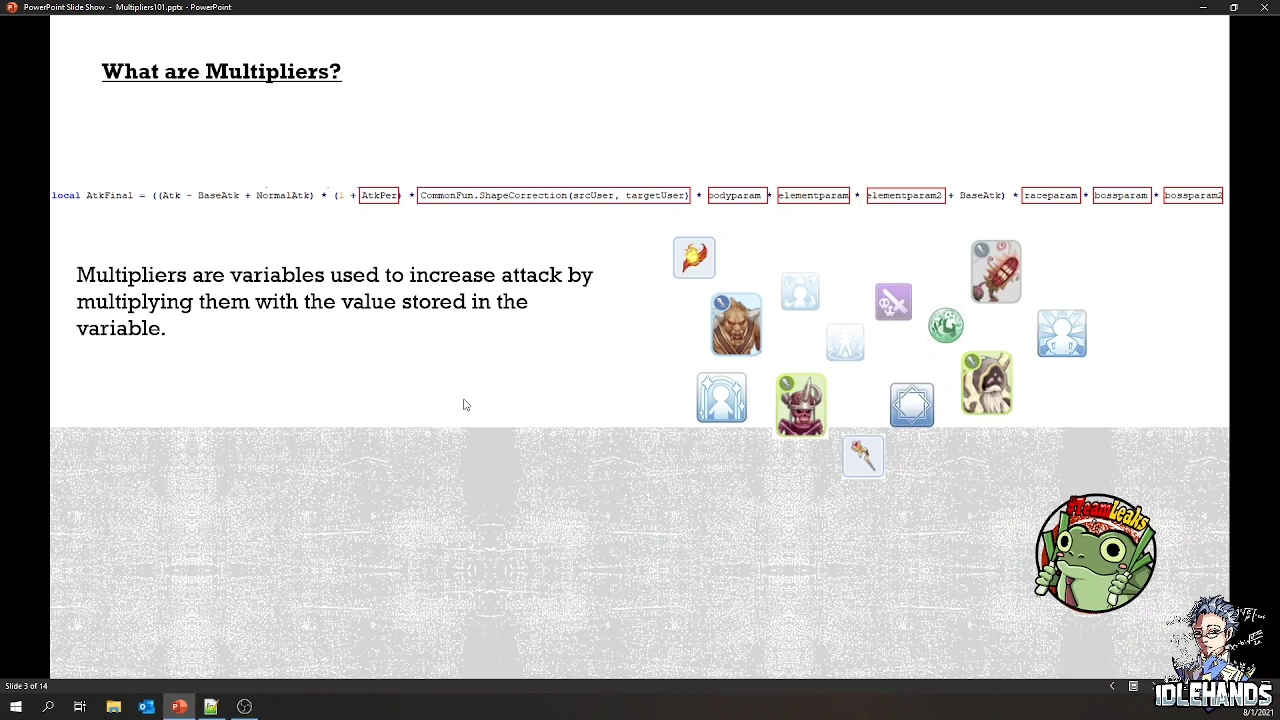 PowerPoint Slide Show - Multipliers101.pptx - PowerPoint
What are Multipliers?
local AtkFinal = ((Atk - BaseAtk + NormalAtk) * (1 + AtkPer) * CommonFun.ShapeCorrection(srcUser, targetUser) * bodyparam * elementparam * elementparam2 + BaseAtk) * raceparam * bossparam * bossparam2
Multipliers are variables used to increase attack by
multiplying them with the value stored in the
variable.
#TeamLeaks
IDLEHANDS
Slide 3 of 14
8/1/2021